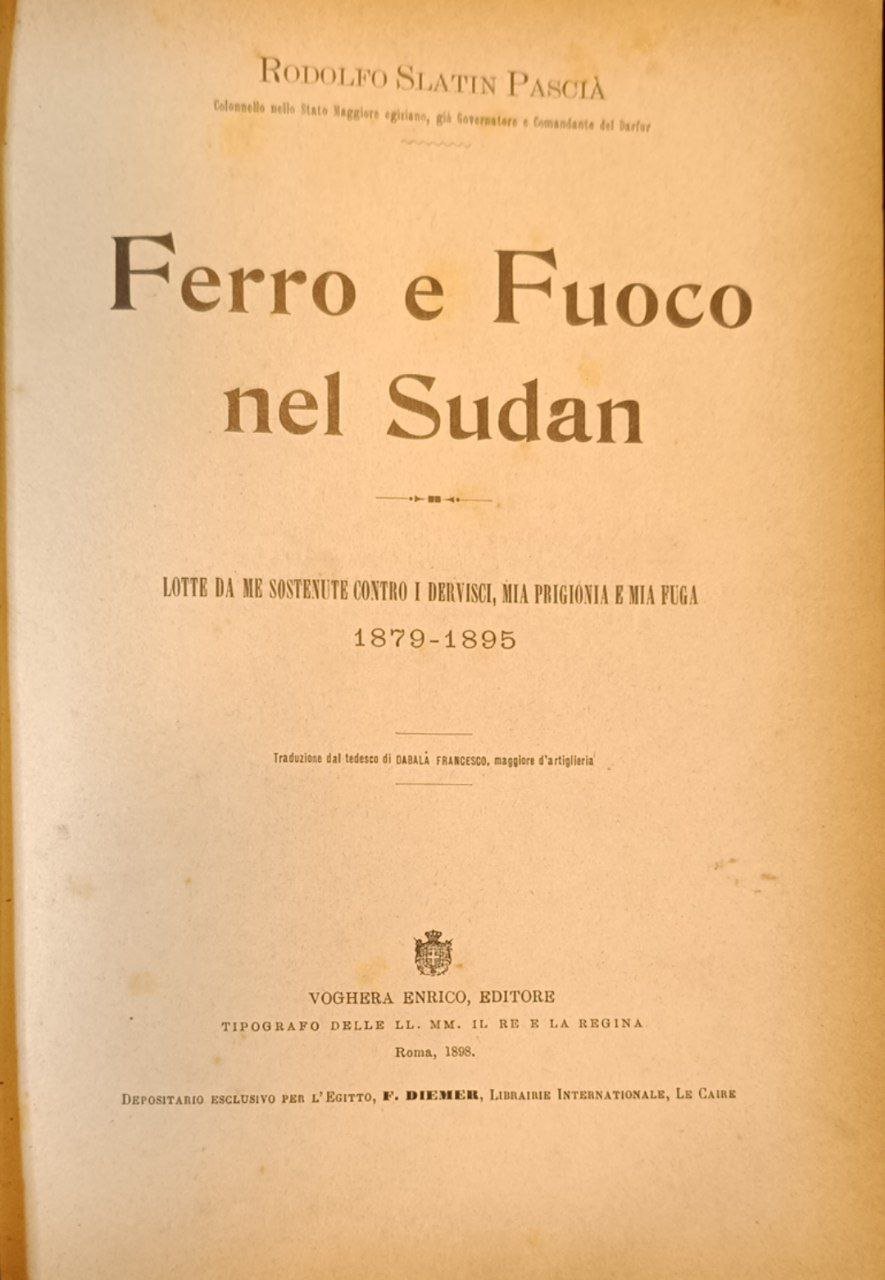 RODOLFO SLATIN PASCIÀ
Colonnello nello Stato Maggiore egiziano, già Governatore e Comandante del Darfur
Ferro e Fuoco
nel Sudan
LOTTE DA ME SOSTENUTE CONTRO I DERVISCI, MIA PRIGIONIA E MIA FUGA
1879-1895
Traduzione dal tedesco di DABALÀ FRANCESCO, maggiore d'artiglieria
VOGHERA ENRICO, EDITORE
TIPOGRAFO DELLE LL. MM. IL RE E LA REGINA
Roma, 1898.
DEPOSITARIO ESCLUSIVO PER L'EGITTO, F. DIEMER, LIBRAIRIE INTERNATIONALE, LE CAIRE